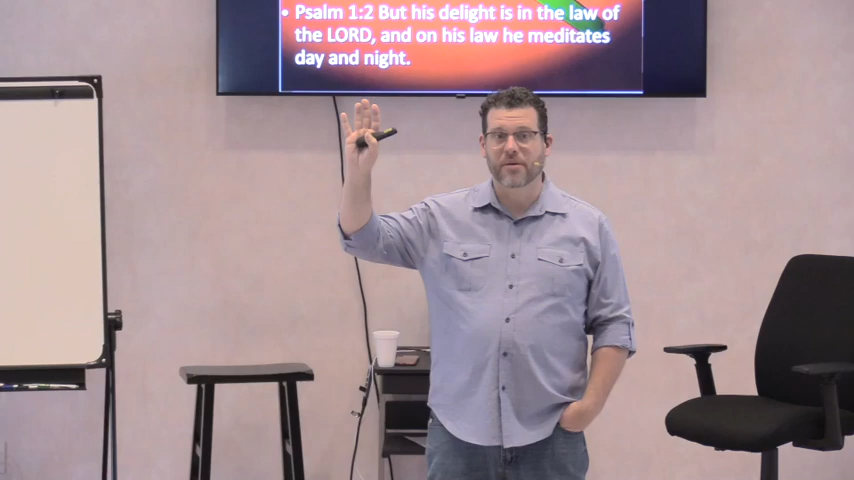 • Psalm 1:2 But his delight is in the law of
the LORD, and on his law he meditates
day and night.